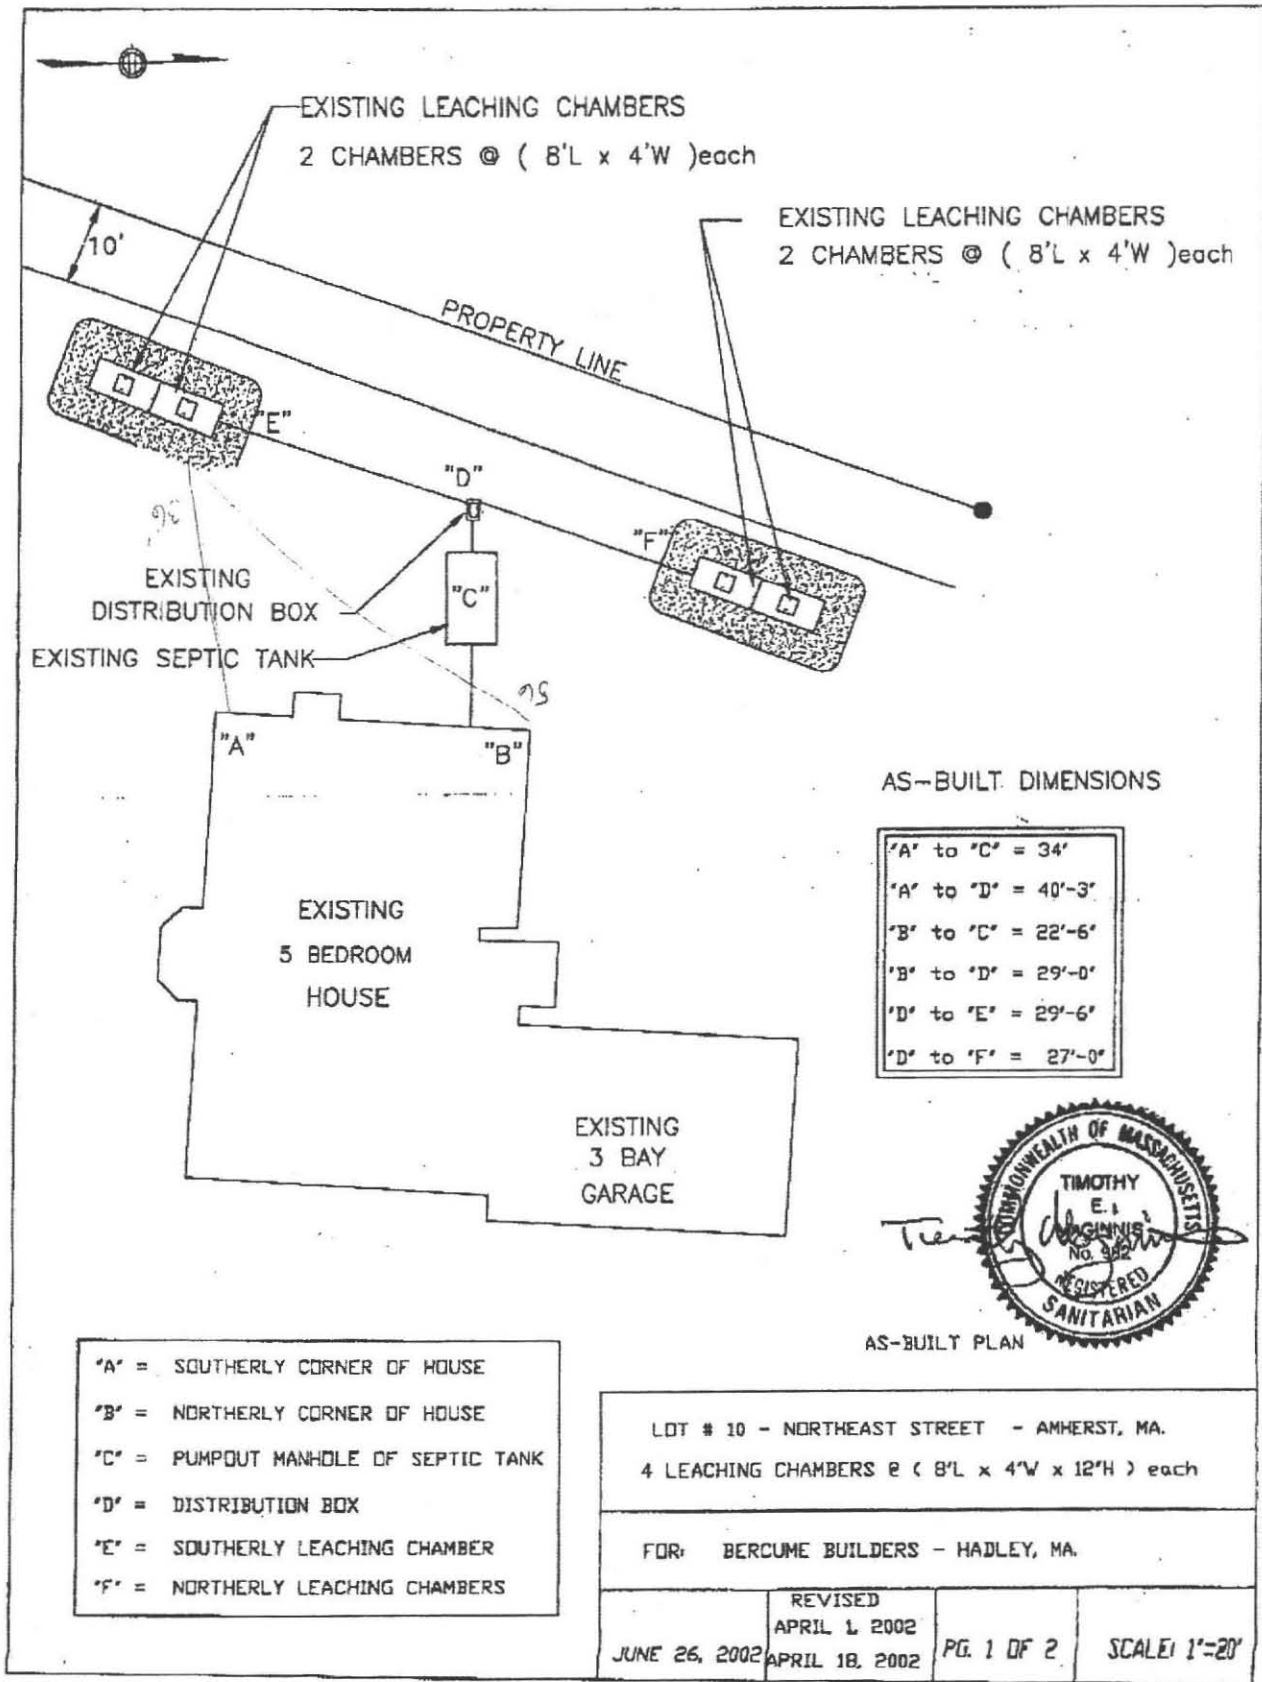 EXISTING LEACHING CHAMBERS
2 CHAMBERS @ ( 8'L x 4'W )each
EXISTING LEACHING CHAMBERS
2 CHAMBERS @ ( 8'L x 4'W )each
10'
PROPERTY LINE
"E"
"D"
"F"
36'
EXISTING
DISTRIBUTION BOX
"C"
EXISTING SEPTIC TANK
"A"
"B"
AS-BUILT DIMENSIONS
"A" to "C" = 34'
"A" to "D" = 40'-3"
"B" to "C" = 22'-6"
"B" to "D" = 29'-0"
"D" to "E" = 29'-6"
"D" to "F" = 27'-0"
EXISTING
5 BEDROOM
HOUSE
EXISTING
3 BAY
GARAGE
COMMONWEALTH OF MASSACHUSETTS
TIMOTHY
E.
MAGINNIS
No. 982
REGISTERED
SANITARIAN
AS-BUILT PLAN
"A" = SOUTHERLY CORNER OF HOUSE
"B" = NORTHERLY CORNER OF HOUSE
"C" = PUMPOUT MANHOLE OF SEPTIC TANK
"D" = DISTRIBUTION BOX
"E" = SOUTHERLY LEACHING CHAMBER
"F" = NORTHERLY LEACHING CHAMBERS
LOT # 10 - NORTHEAST STREET - AMHERST, MA.
4 LEACHING CHAMBERS @ ( 8'L x 4'W x 12"H ) each
FOR: BERCUME BUILDERS - HADLEY, MA.
JUNE 26, 2002
REVISED
APRIL 1, 2002
APRIL 18, 2002
PG. 1 OF 2
SCALE: 1"=20'